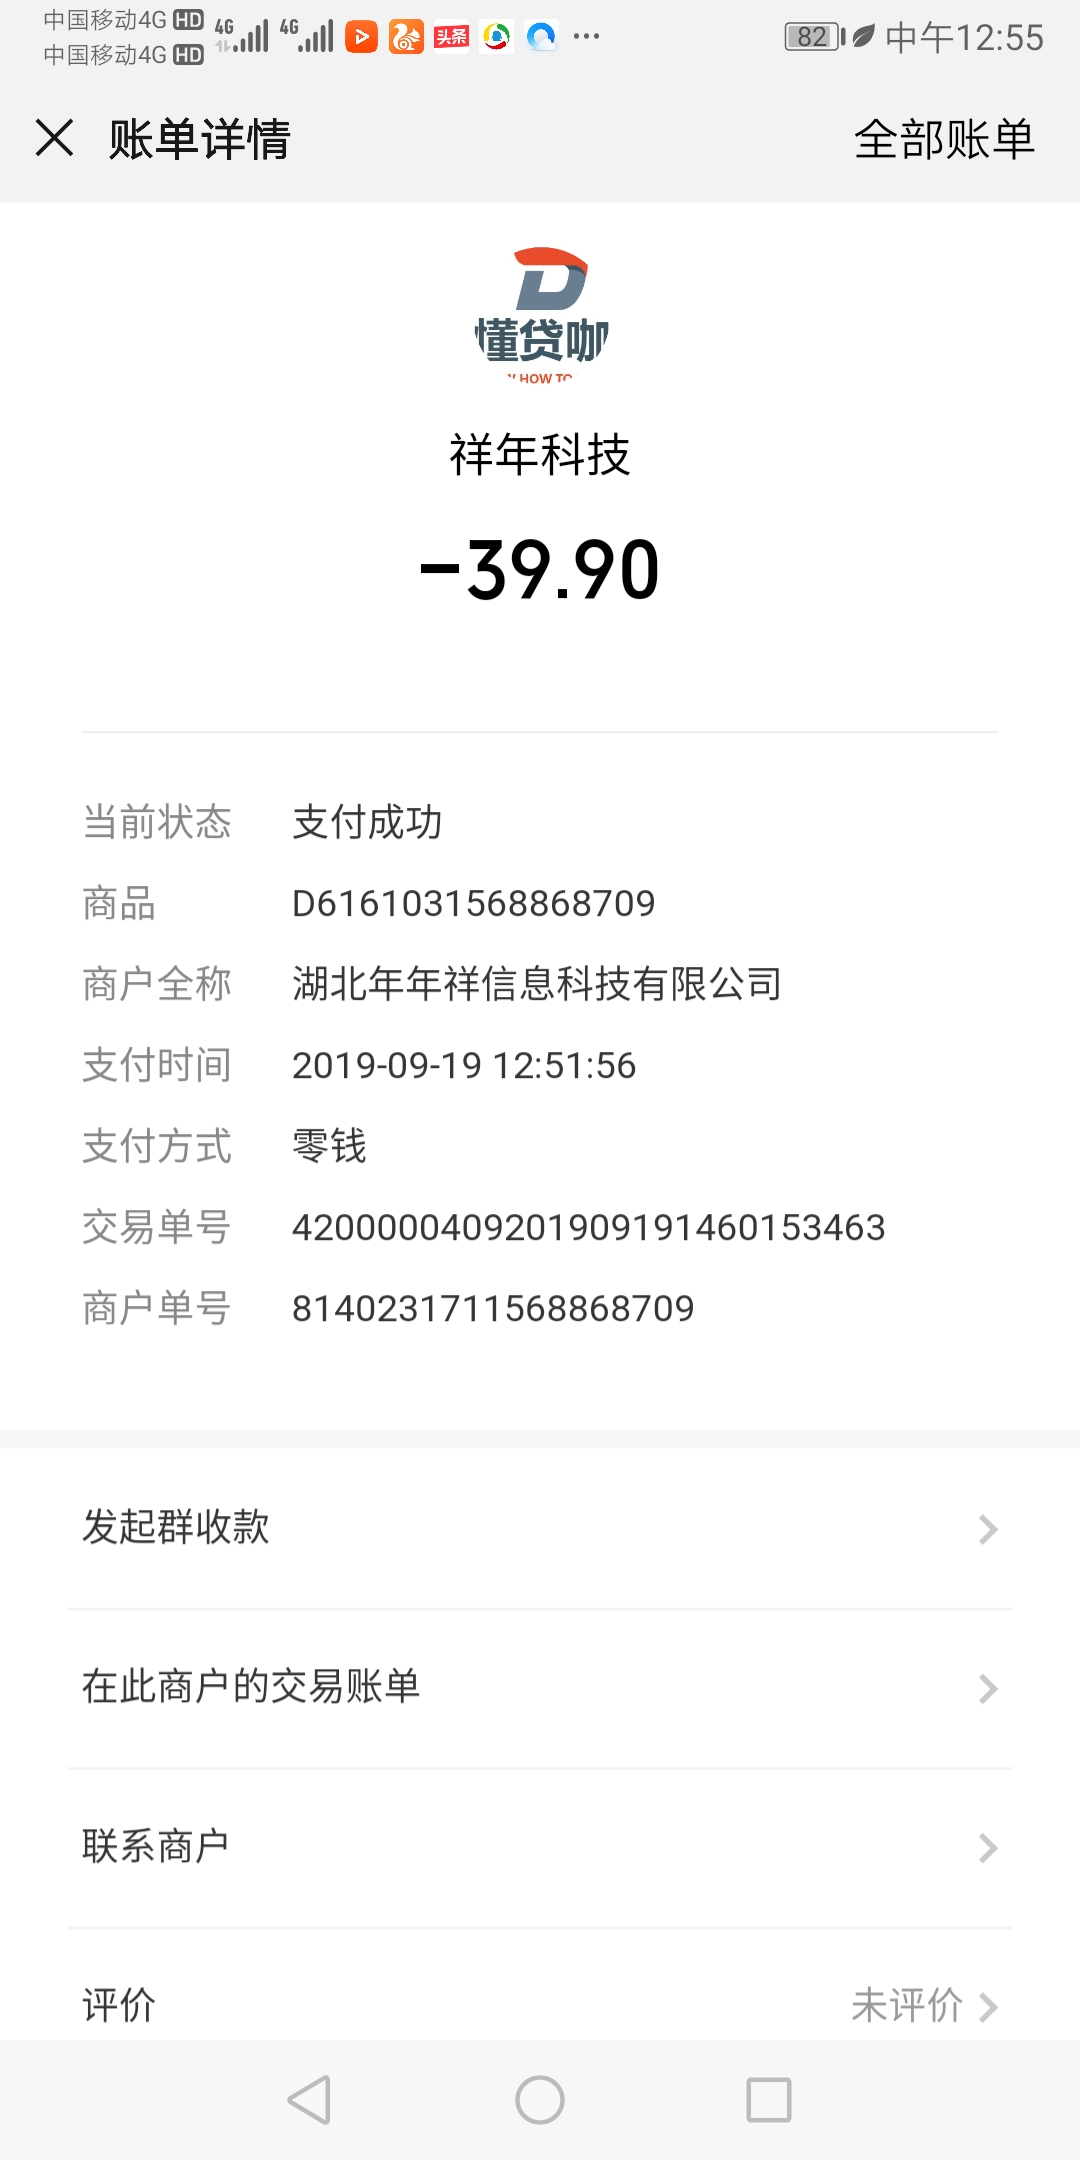 中国移动4G HD 4G 4G 头条 82 中午12:55
中国移动4G HD
账单详情 全部账单
D
懂贷咖
HOW TO
祥年科技
-39.90
当前状态 支付成功
商品 D6161031568868709
商户全称 湖北年年祥信息科技有限公司
支付时间 2019-09-19 12:51:56
支付方式 零钱
交易单号 4200000409201909191460153463
商户单号 8140231711568868709
发起群收款
在此商户的交易账单
联系商户
评价 未评价